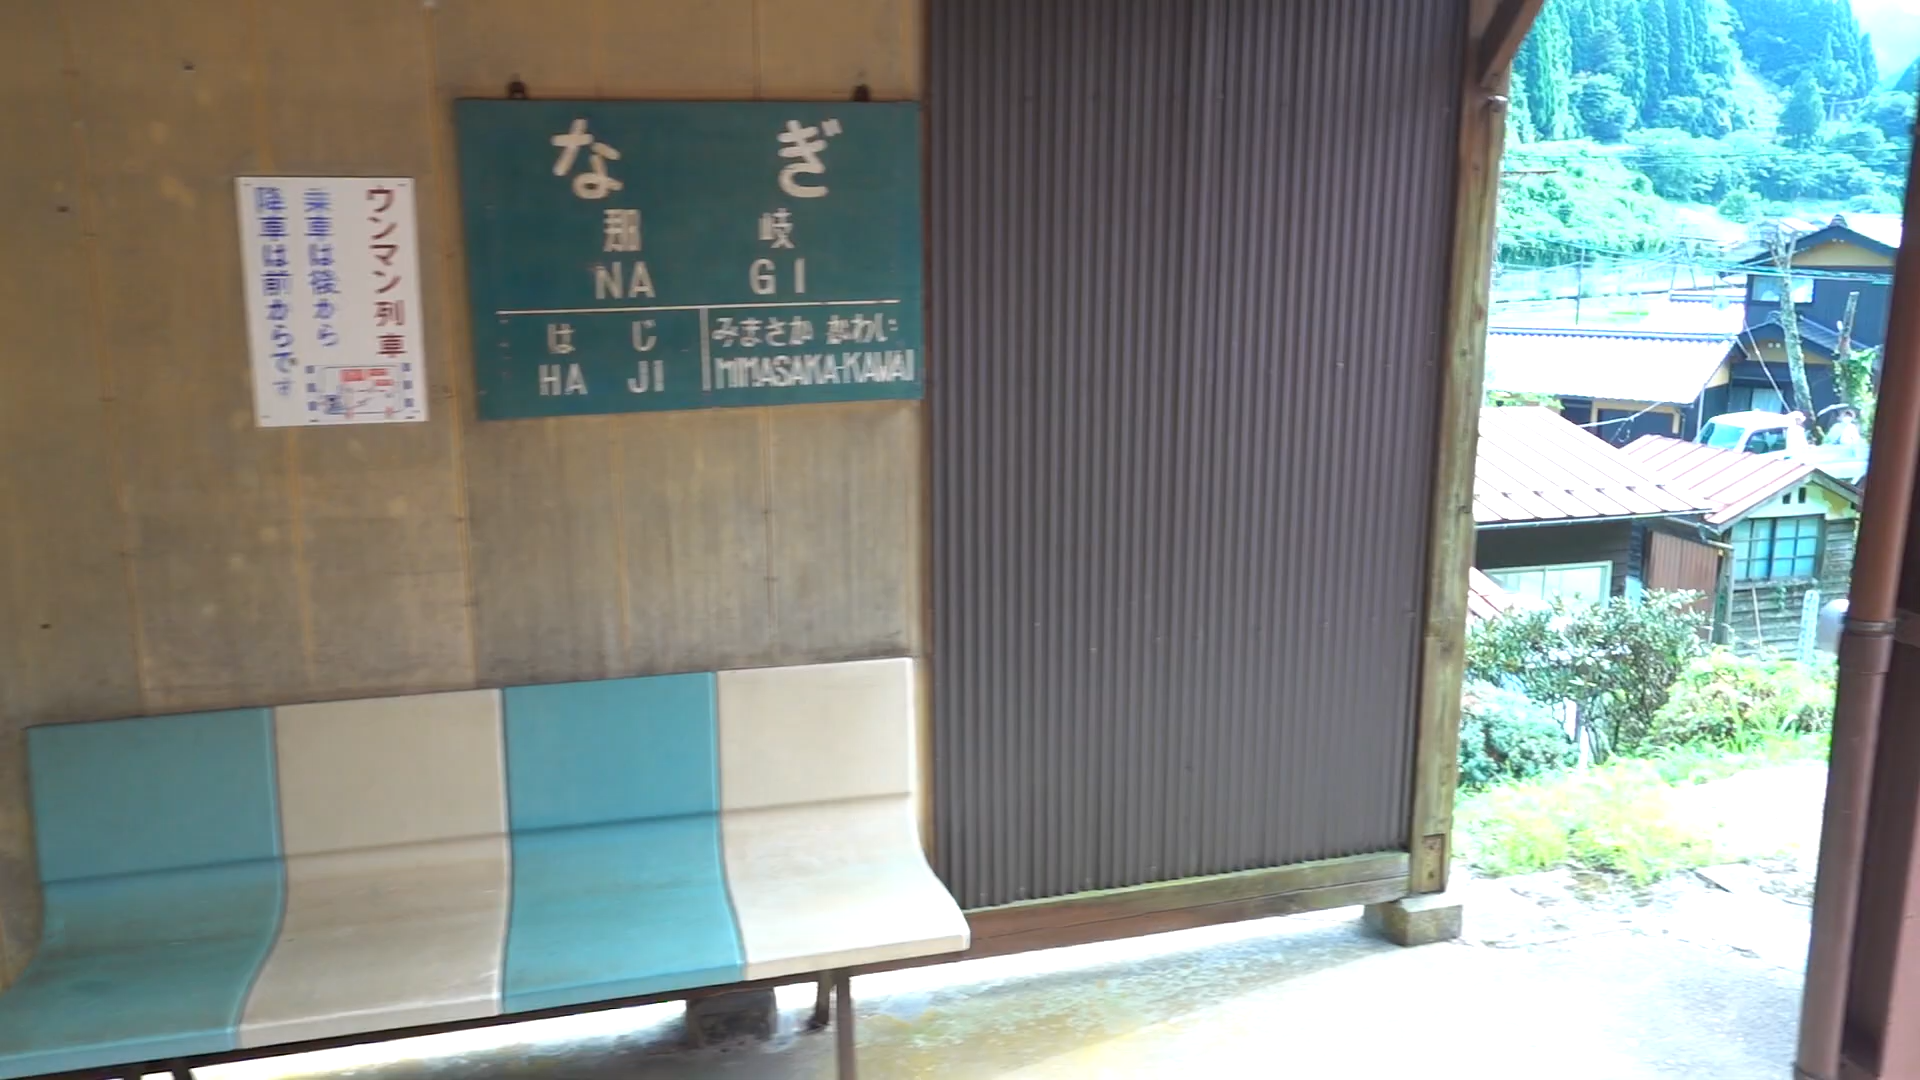 ウンマン列車
乗車は後から
降車は前からです
な ぎ
那 岐
NA GI
は じ
HA JI
みまさか かわい
MIMASAKA-KAWAI